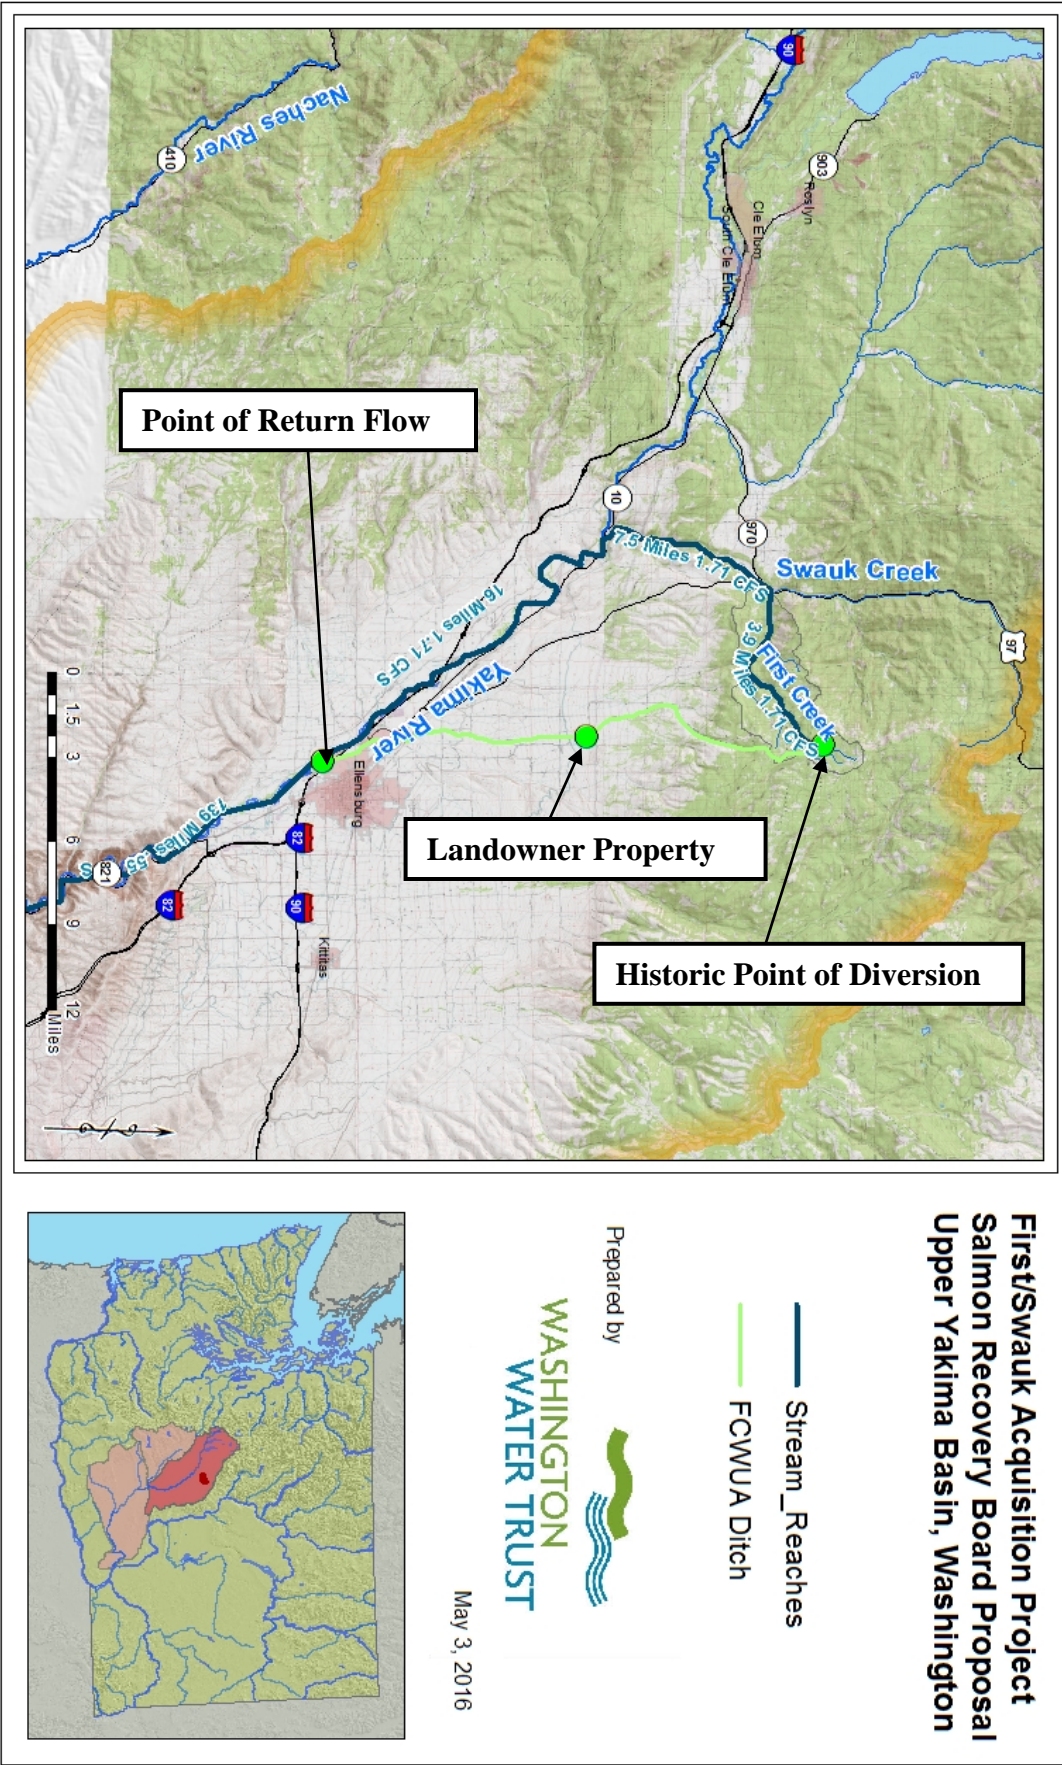 First/Swauk Acquisition Project
Salmon Recovery Board Proposal
Upper Yakima Basin, Washington
Stream_Reaches
FCWUA Ditch
Prepared by
WASHINGTON
WATER TRUST
May 3, 2016
Point of Return Flow
Landowner Property
Historic Point of Diversion
90
903
Roslyn
Cle Elum
South Cle Elum
Naches River
410
10
970
97
Swauk Creek
First Creek
7.5 Miles 1.71 CFS
3.9 Miles 1.71 CFS
16 Miles 1.71 CFS
Yakima River
Ellensburg
82
90
Kittitas
139 Miles .55
S
821
82
0 1.5 3 6 9 12
Miles